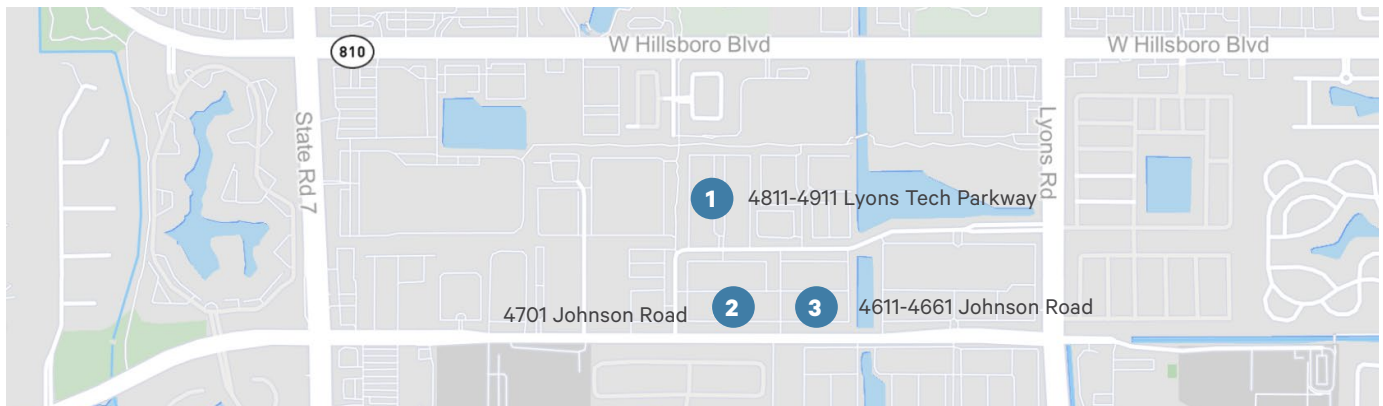 W Hillsboro Blvd
W Hillsboro Blvd
810
State Rd 7
Lyons Rd
1
4811-4911 Lyons Tech Parkway
4701 Johnson Road
2
3
4611-4661 Johnson Road